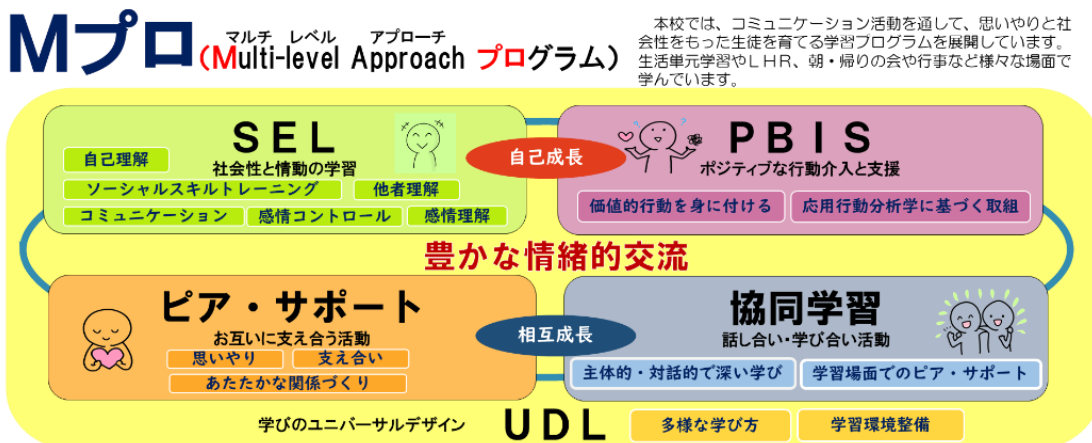 マルチ レベル アプローチ
Mプロ(Multi-level Approach プログラム)
本校では、コミュニケーション活動を通して、思いやりと社
会性をもった生徒を育てる学習プログラムを展開しています。
生活単元学習やLHR、朝・帰りの会や行事など様々な場面で
学んでいます。
SEL
社会性と情動の学習
自己理解
ソーシャルスキルトレーニング
他者理解
コミュニケーション
感情コントロール
感情理解
自己成長
PBIS
ポジティブな行動介入と支援
価値的行動を身に付ける
応用行動分析学に基づく取組
豊かな情緒的交流
ピア・サポート
お互いに支え合う活動
思いやり
支え合い
あたたかな関係づくり
相互成長
協同学習
話し合い・学び合い活動
主体的・対話的で深い学び
学習場面でのピア・サポート
学びのユニバーサルデザイン
UDL
多様な学び方
学習環境整備